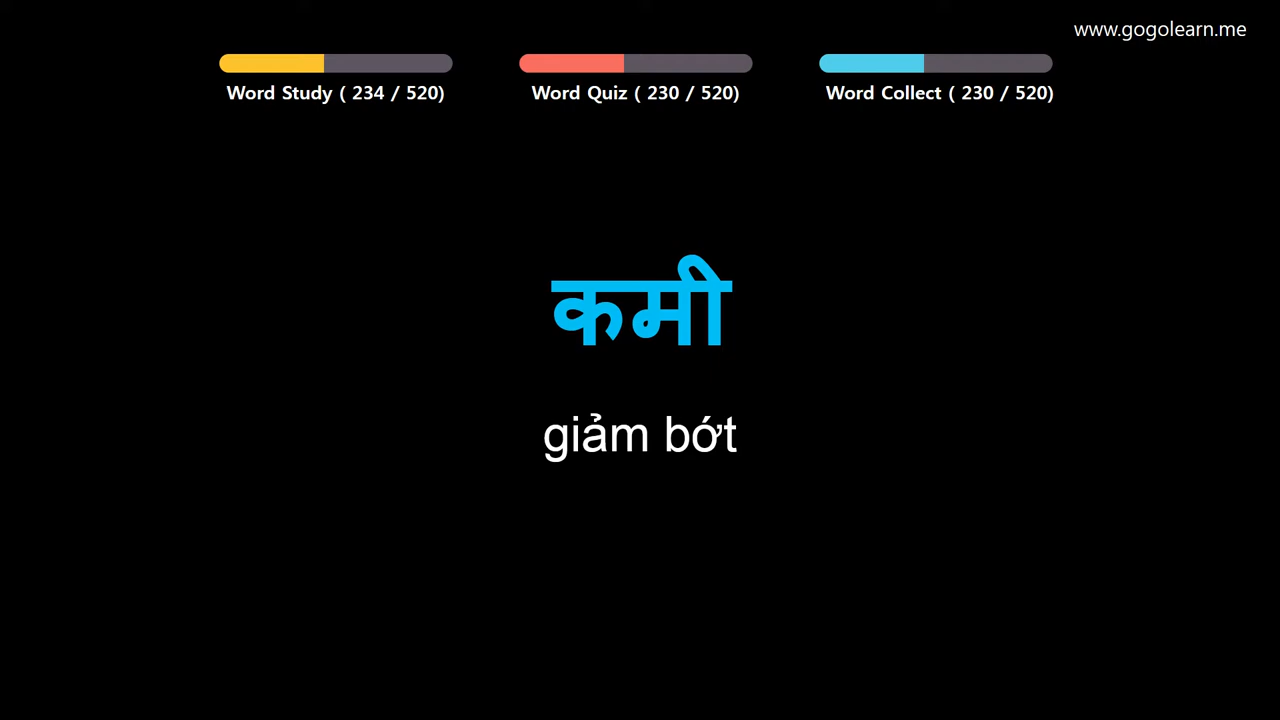 www.gogolearn.me
Word Study ( 234 / 520)
Word Quiz ( 230 / 520)
Word Collect ( 230 / 520)
कमी
giảm bớt